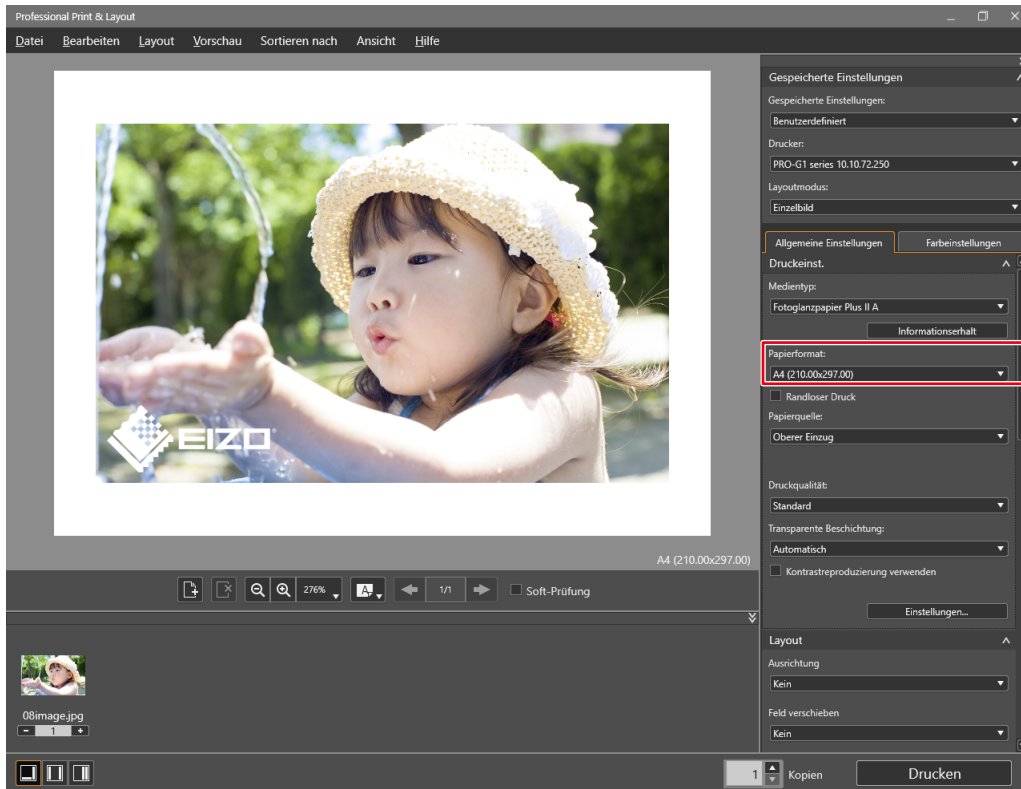 Professional Print & Layout
Datei Bearbeiten Layout Vorschau Sortieren nach Ansicht Hilfe
EIZO
A4 (210.00x297.00)
276% A 1/1 Soft-Prüfung
08image.jpg
- 1 +
Gespeicherte Einstellungen
Gespeicherte Einstellungen:
Benutzerdefiniert
Drucker:
PRO-G1 series 10.10.72.250
Layoutmodus:
Einzelbild
Allgemeine Einstellungen Farbeinstellungen
Druckeinst.
Medientyp:
Fotoglanzpapier Plus II A
Informationserhalt
Papierformat:
A4 (210.00x297.00)
Randloser Druck
Papierquelle:
Oberer Einzug
Druckqualität:
Standard
Transparente Beschichtung:
Automatisch
Kontrastreproduzierung verwenden
Einstellungen...
Layout
Ausrichtung
Kein
Feld verschieben
Kein
1 Kopien Drucken